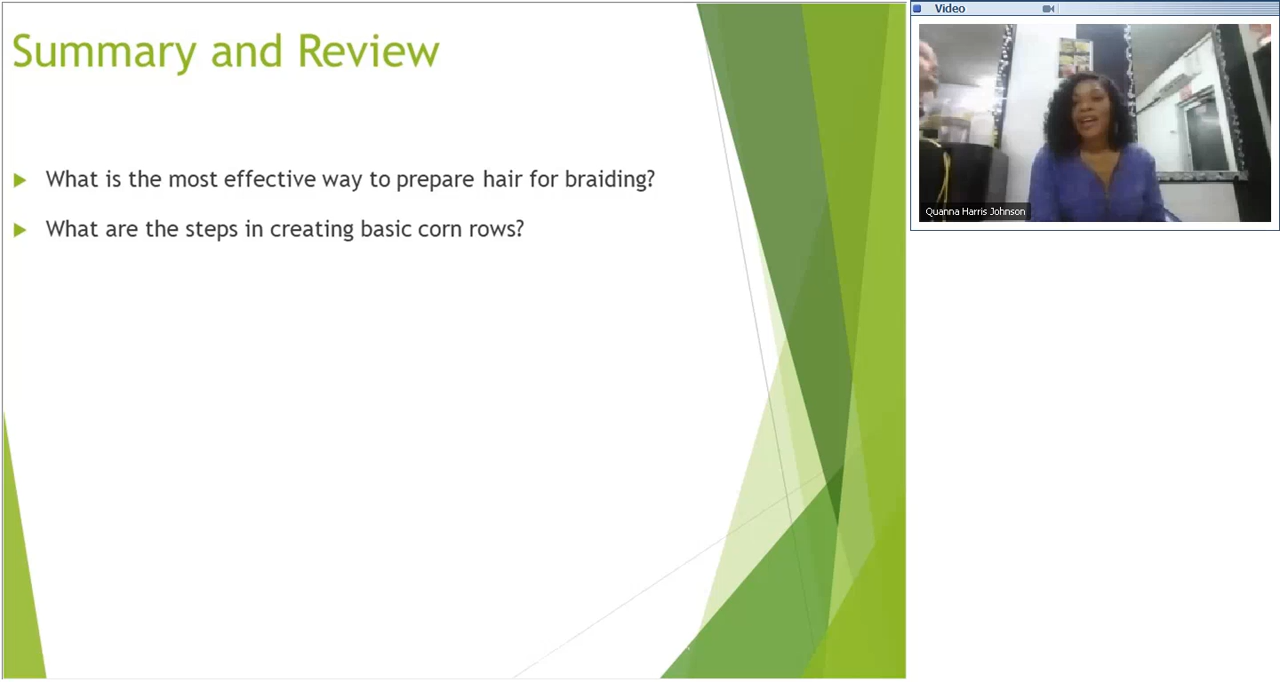 Summary and Review
What is the most effective way to prepare hair for braiding?
What are the steps in creating basic corn rows?
Video
Quanna Harris Johnson